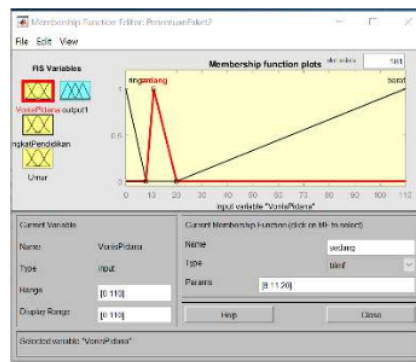 Membership Function Editor: PenentuanPaket2
File Edit View
FIS Variables
VonisPidana output1
ngkatPendidikan
Umur
Membership function plots
181
ringan sedang berat
1
0.5
0
0 10 20 30 40 50 60 70 80 90 100 110
input variable "VonisPidana"
Current Variable
Name VonisPidana
Type input
Range [0 110]
Display Range [0 110]
Current Membership Function (click on MF to select)
Name sedang
Type trimf
Params [8 11 20]
Help Close
Selected variable "VonisPidana"